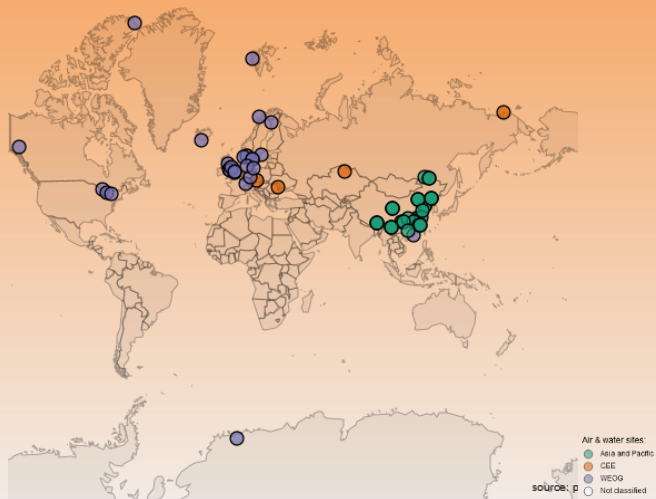 Air & water sites:
Asia and Pacific
CEE
WEOG
Not classified
source: